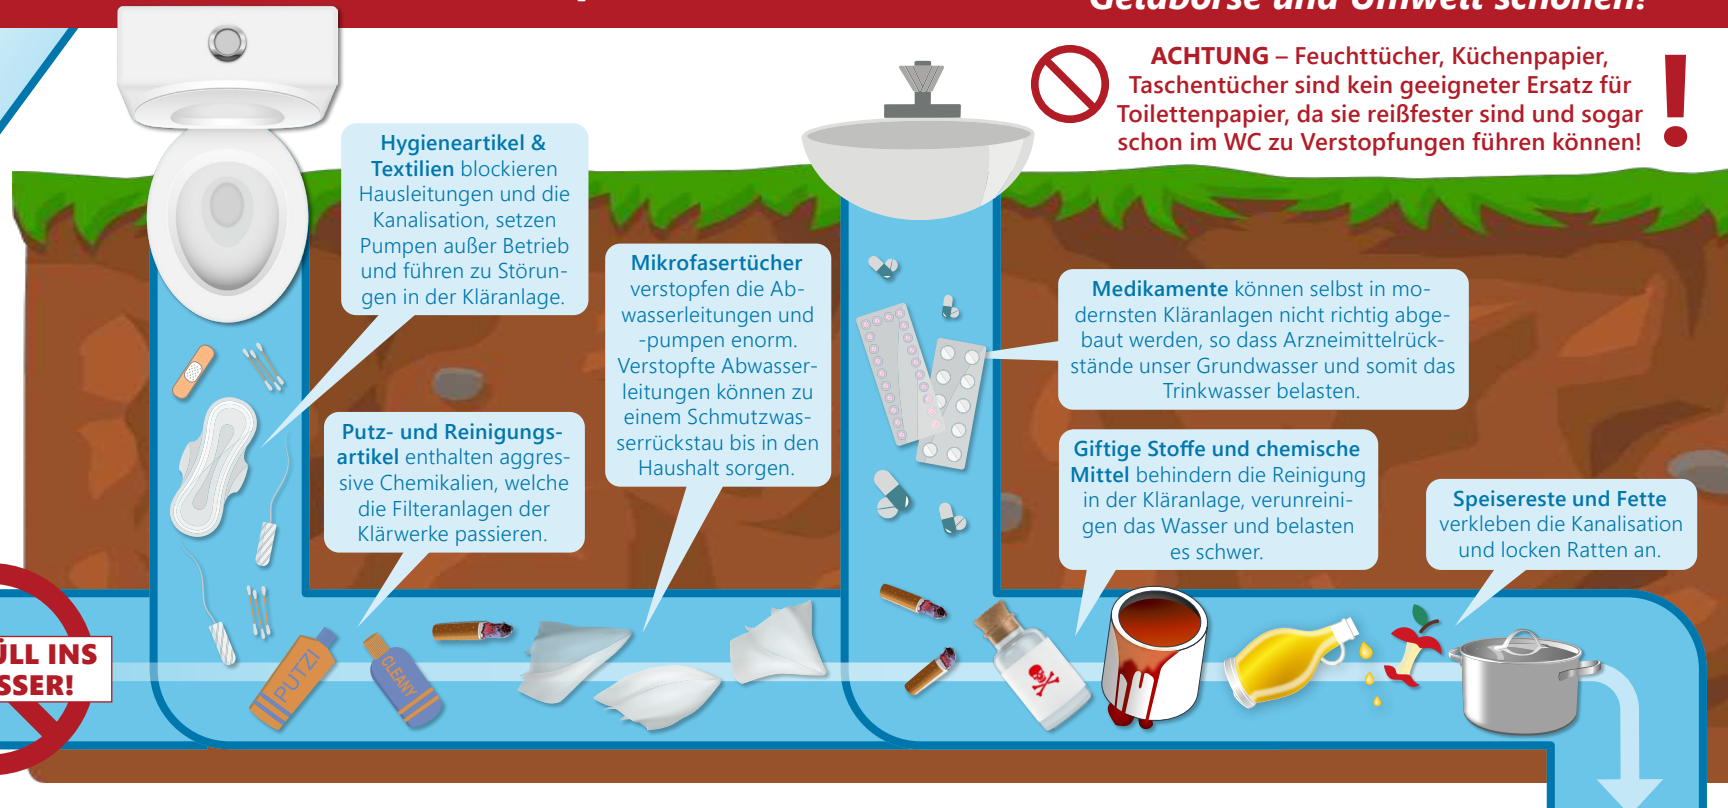 Geldbörse und Umwelt schonen!
ACHTUNG – Feuchttücher, Küchenpapier,
Taschentücher sind kein geeigneter Ersatz für
Toilettenpapier, da sie reißfester sind und sogar
schon im WC zu Verstopfungen führen können!
!
Hygieneartikel &
Textilien blockieren
Hausleitungen und die
Kanalisation, setzen
Pumpen außer Betrieb
und führen zu Störun-
gen in der Kläranlage.
Mikrofasertücher
verstopfen die Ab-
wasserleitungen und
-pumpen enorm.
Verstopfte Abwasser-
leitungen können zu
einem Schmutzwas-
serrückstau bis in den
Haushalt sorgen.
Medikamente können selbst in mo-
dernsten Kläranlagen nicht richtig abge-
baut werden, so dass Arzneimittelrück-
stände unser Grundwasser und somit das
Trinkwasser belasten.
Putz- und Reinigungs-
artikel enthalten aggres-
sive Chemikalien, welche
die Filteranlagen der
Klärwerke passieren.
Giftige Stoffe und chemische
Mittel behindern die Reinigung
in der Kläranlage, verunreini-
gen das Wasser und belasten
es schwer.
Speisereste und Fette
verkleben die Kanalisation
und locken Ratten an.
ÜLL INS
SSER!
PUTZI
CLEANY